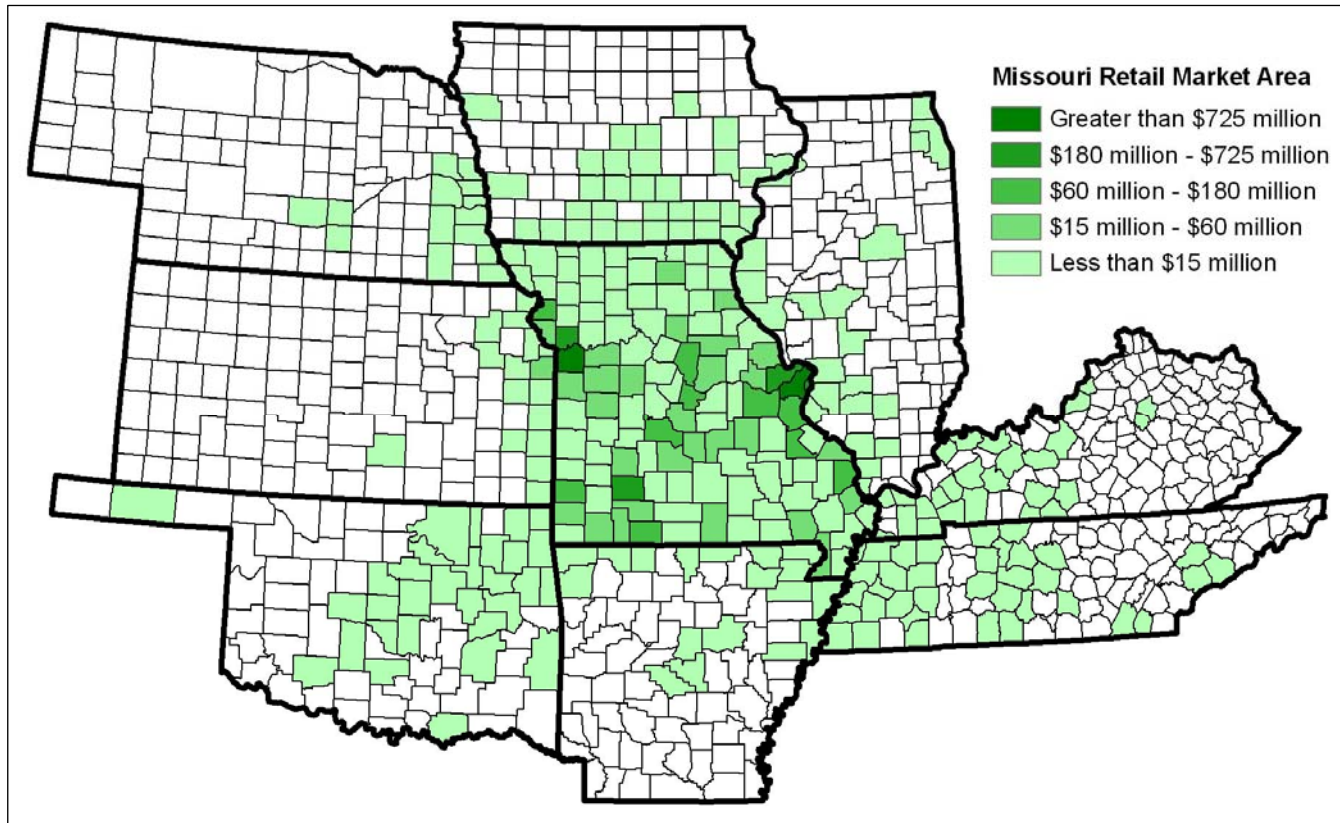 Missouri Retail Market Area
Greater than $725 million
$180 million - $725 million
$60 million - $180 million
$15 million - $60 million
Less than $15 million